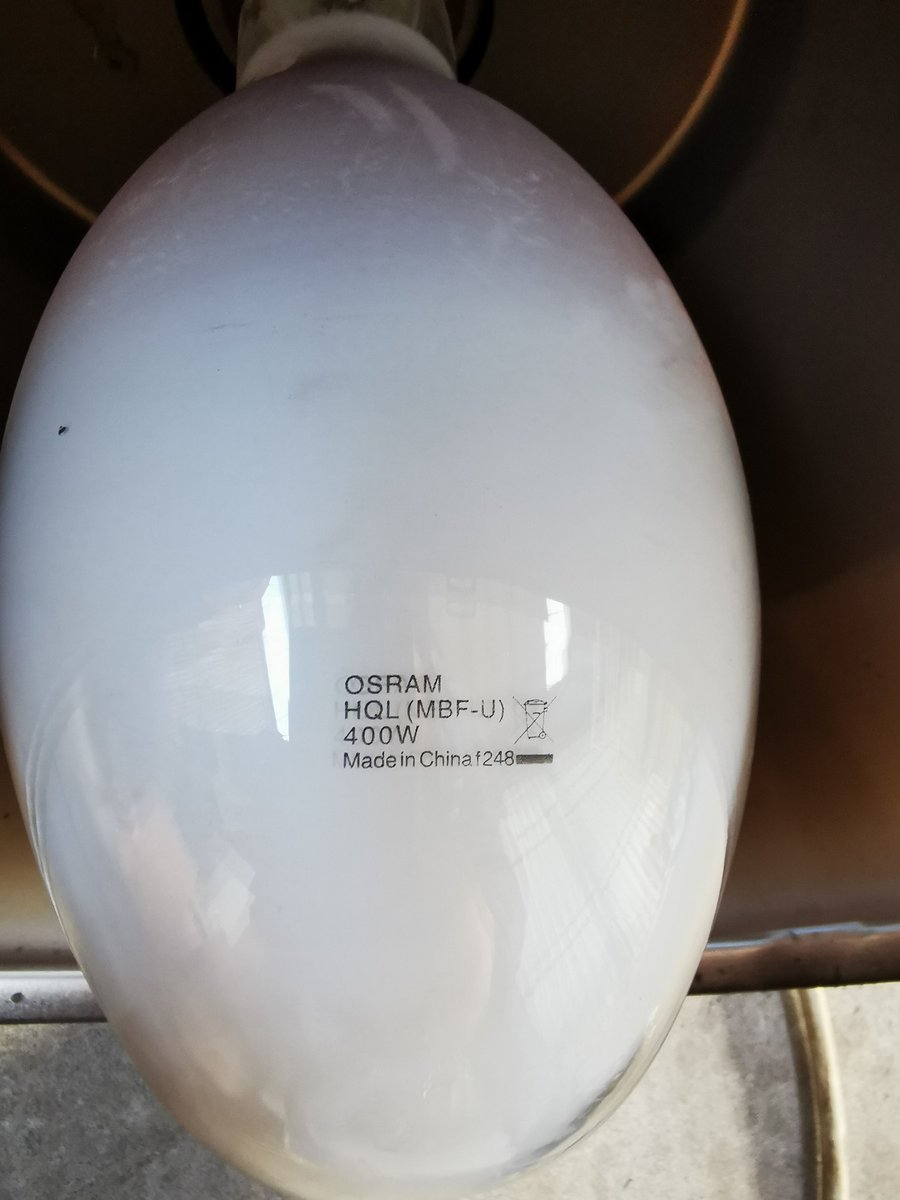 OSRAM
HQL (MBF-U)
400W
Made in China f248